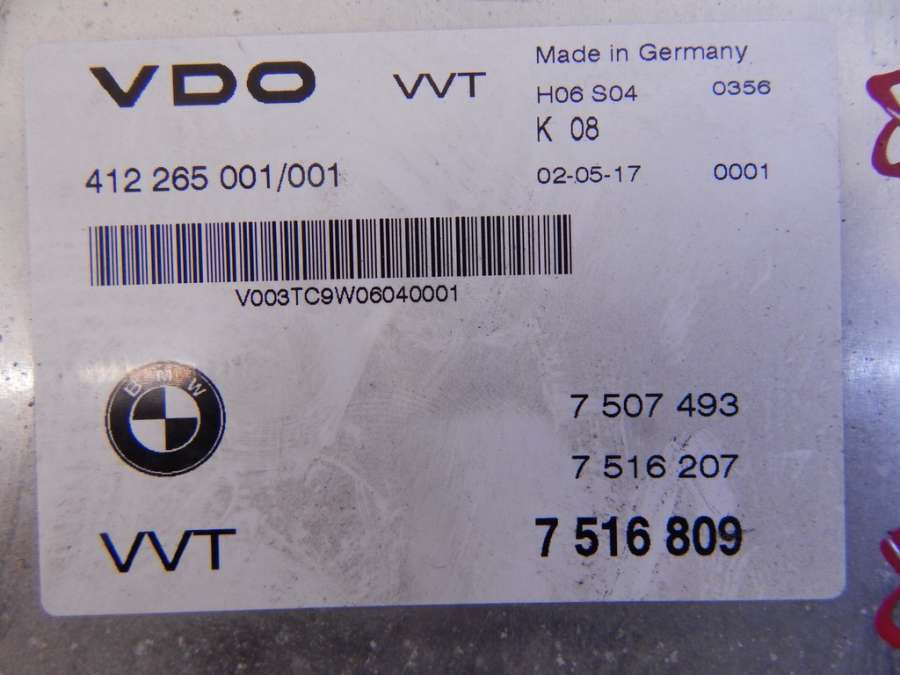 VDO VVT
Made in Germany
H06 S04 0356
K 08
412 265 001/001
02-05-17 0001
V003TC9W06040001
BMW
7 507 493
7 516 207
VVT 7 516 809